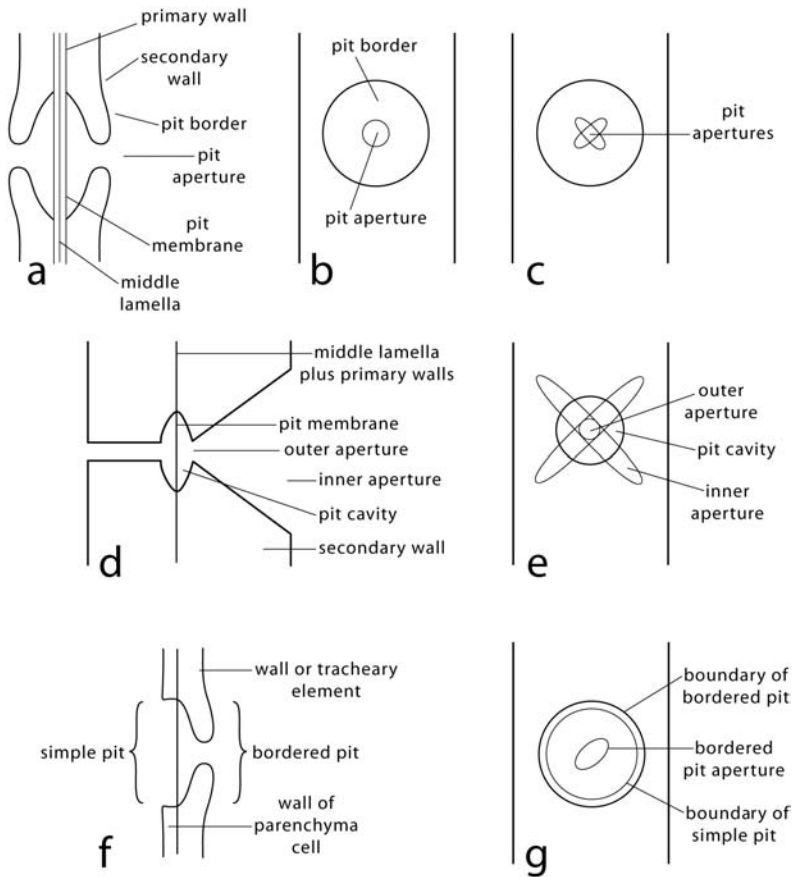 primary wall
secondary
wall
pit border
pit
aperture
pit
membrane
middle
lamella
a
pit border
pit aperture
b
pit
apertures
c
middle lamella
plus primary walls
pit membrane
outer aperture
inner aperture
pit cavity
secondary wall
d
outer
aperture
pit cavity
inner
aperture
e
wall or tracheary
element
simple pit
bordered pit
wall of
parenchyma
cell
f
boundary of
bordered pit
bordered
pit aperture
boundary of
simple pit
g